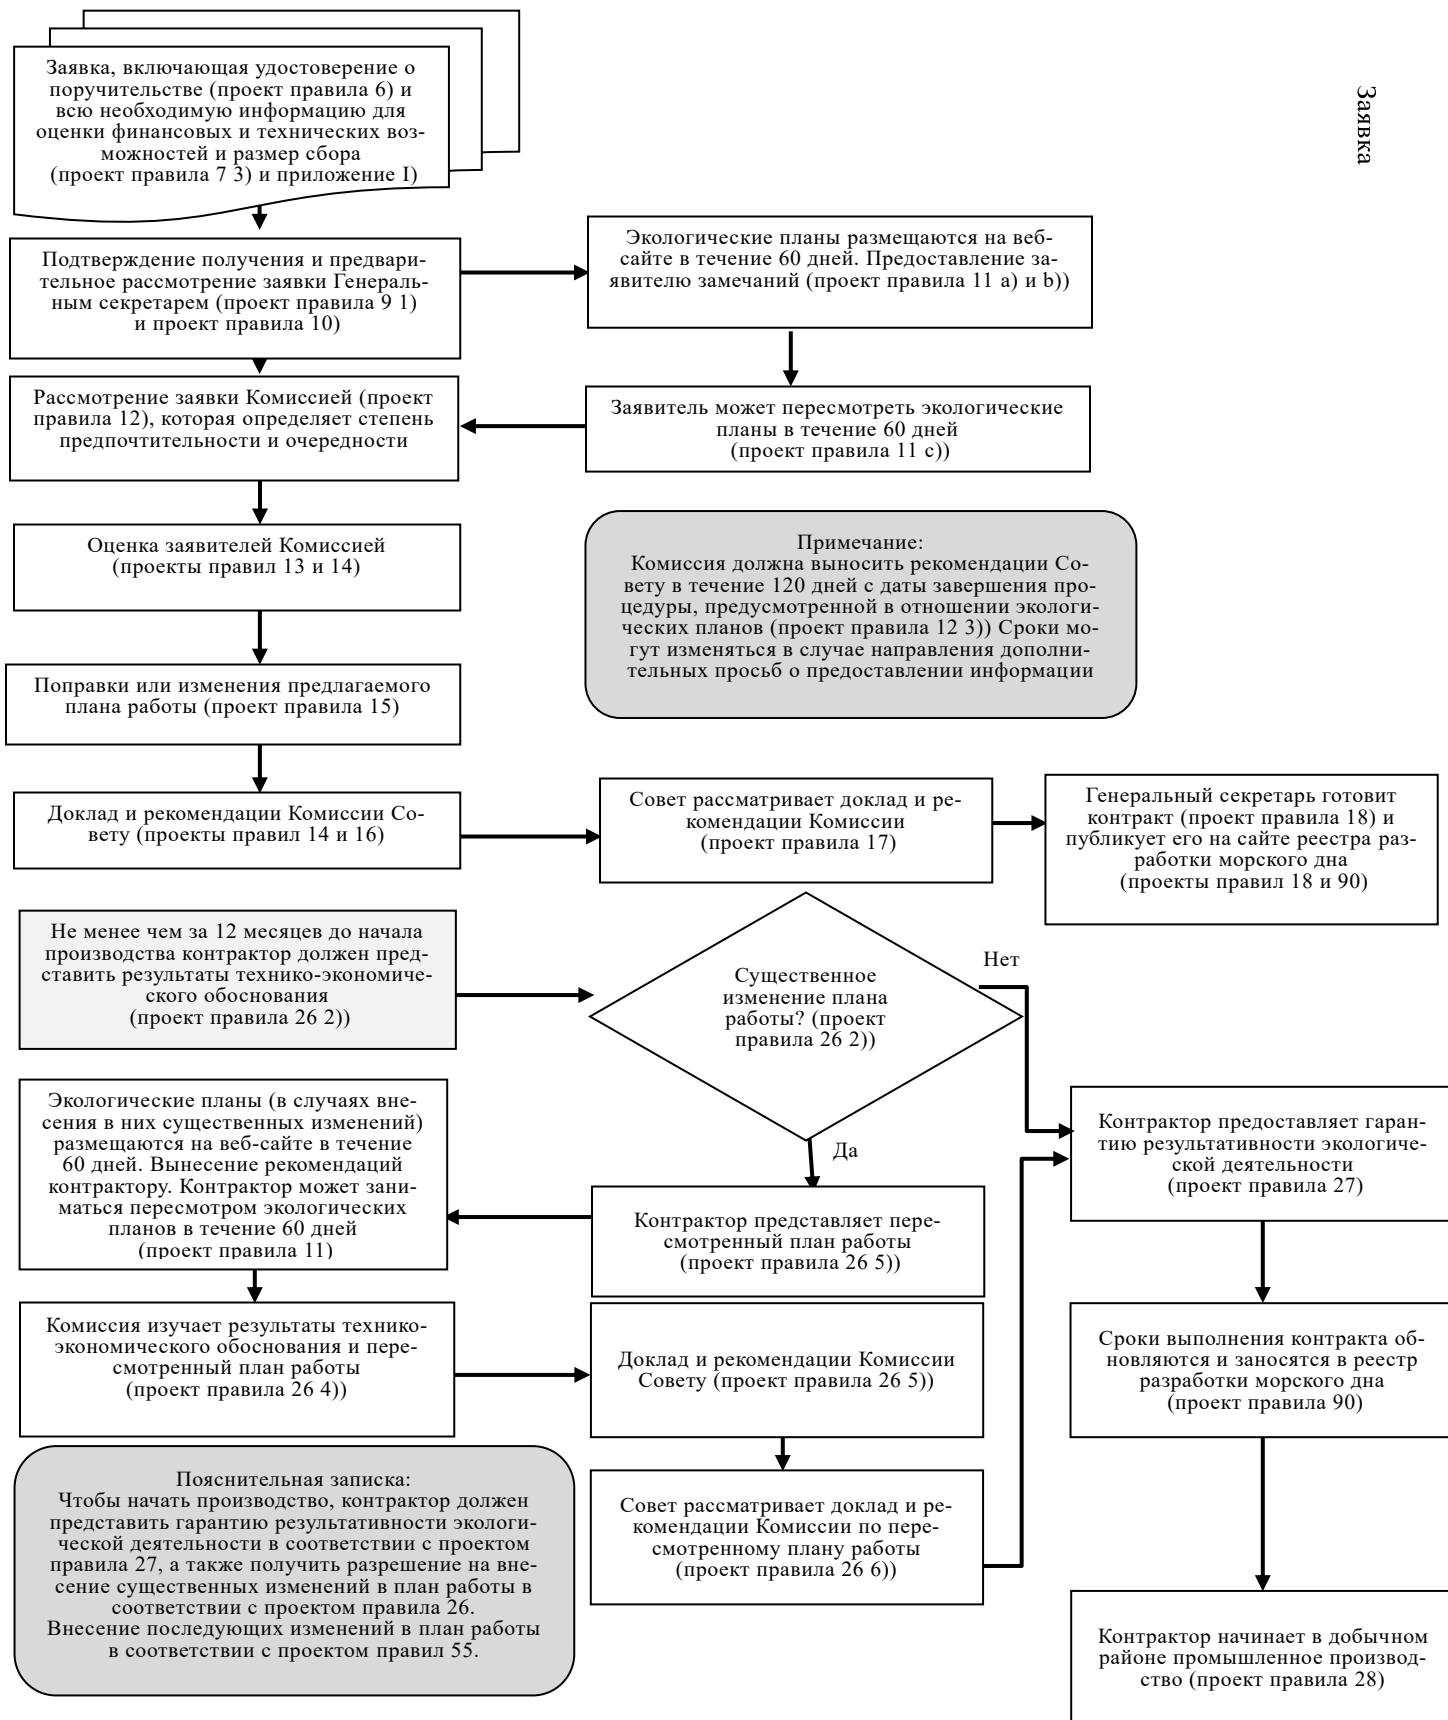 Заявка
Заявка, включающая удостоверение о
поручительстве (проект правила 6) и
всю необходимую информацию для
оценки финансовых и технических воз-
можностей и размер сбора
(проект правила 7 3) и приложение I)
Подтверждение получения и предвари-
тельное рассмотрение заявки Генераль-
ным секретарем (проект правила 9 1)
и проект правила 10)
Экологические планы размещаются на веб-
сайте в течение 60 дней. Предоставление за-
явителю замечаний (проект правила 11 a) и b))
Рассмотрение заявки Комиссией (проект
правила 12), которая определяет степень
предпочтительности и очередности
Заявитель может пересмотреть экологические
планы в течение 60 дней
(проект правила 11 c))
Оценка заявителей Комиссией
(проекты правил 13 и 14)
Примечание:
Комиссия должна выносить рекомендации Со-
вету в течение 120 дней с даты завершения про-
цедуры, предусмотренной в отношении экологи-
ческих планов (проект правила 12 3)) Сроки мо-
гут изменяться в случае направления дополни-
тельных просьб о предоставлении информации
Поправки или изменения предлагаемого
плана работы (проект правила 15)
Доклад и рекомендации Комиссии Со-
вету (проекты правил 14 и 16)
Совет рассматривает доклад и ре-
комендации Комиссии
(проект правила 17)
Генеральный секретарь готовит
контракт (проект правила 18) и
публикует его на сайте реестра раз-
работки морского дна
(проекты правил 18 и 90)
Не менее чем за 12 месяцев до начала
производства контрактор должен пред-
ставить результаты технико-экономиче-
ского обоснования
(проект правила 26 2))
Существенное
изменение плана
работы? (проект
правила 26 2))
Нет
Да
Экологические планы (в случаях вне-
сения в них существенных изменений)
размещаются на веб-сайте в течение
60 дней. Вынесение рекомендаций
контрактору. Контрактор может зани-
маться пересмотром экологических
планов в течение 60 дней
(проект правила 11)
Контрактор представляет пере-
смотренный план работы
(проект правила 26 5))
Контрактор предоставляет гаран-
тию результативности экологиче-
ской деятельности
(проект правила 27)
Комиссия изучает результаты технико-
экономического обоснования и пере-
смотренный план работы
(проект правила 26 4))
Доклад и рекомендации Комиссии
Совету (проект правила 26 5))
Сроки выполнения контракта об-
новляются и заносятся в реестр
разработки морского дна
(проект правила 90)
Пояснительная записка:
Чтобы начать производство, контрактор должен
представить гарантию результативности экологи-
ческой деятельности в соответствии с проектом
правила 27, а также получить разрешение на вне-
сение существенных изменений в план работы в
соответствии с проектом правила 26.
Внесение последующих изменений в план работы
в соответствии с проектом правил 55.
Совет рассматривает доклад и ре-
комендации Комиссии по пере-
смотренному плану работы
(проект правила 26 6))
Контрактор начинает в добычном
районе промышленное производ-
ство (проект правила 28)